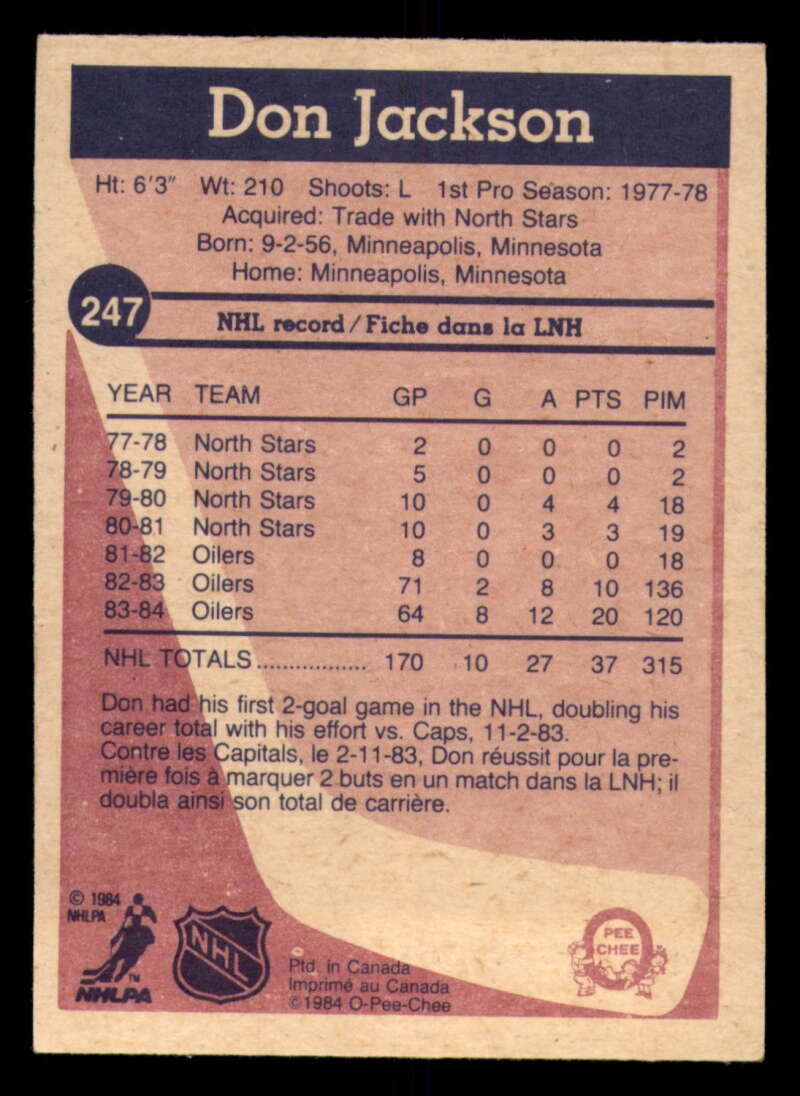 Don Jackson
Ht: 6'3" Wt: 210 Shoots: L 1st Pro Season: 1977-78
Acquired: Trade with North Stars
Born: 9-2-56, Minneapolis, Minnesota
Home: Minneapolis, Minnesota
247
NHL record/Fiche dans la LNH
YEAR TEAM GP G A PTS PIM
77-78 North Stars 2 0 0 0 2
78-79 North Stars 5 0 0 0 2
79-80 North Stars 10 0 4 4 18
80-81 North Stars 10 0 3 3 19
81-82 Oilers 8 0 0 0 18
82-83 Oilers 71 2 8 10 136
83-84 Oilers 64 8 12 20 120
NHL TOTALS................. 170 10 27 37 315
Don had his first 2-goal game in the NHL, doubling his
career total with his effort vs. Caps, 11-2-83.
Contre les Capitals, le 2-11-83, Don réussit pour la pre-
mière fois à marquer 2 buts en un match dans la LNH; il
doubla ainsi son total de carrière.
© 1984
NHLPA
TM
NHLPA
NHL
Ptd. in Canada
Imprimé au Canada
©1984 O-Pee-Chee
O
PEE
CHEE